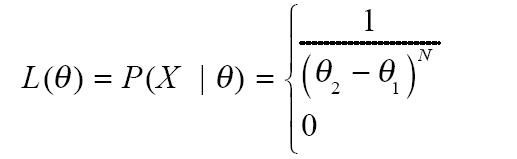 L(θ) = P(X | θ) = { 1 / (θ₂ − θ₁)ᴺ
0